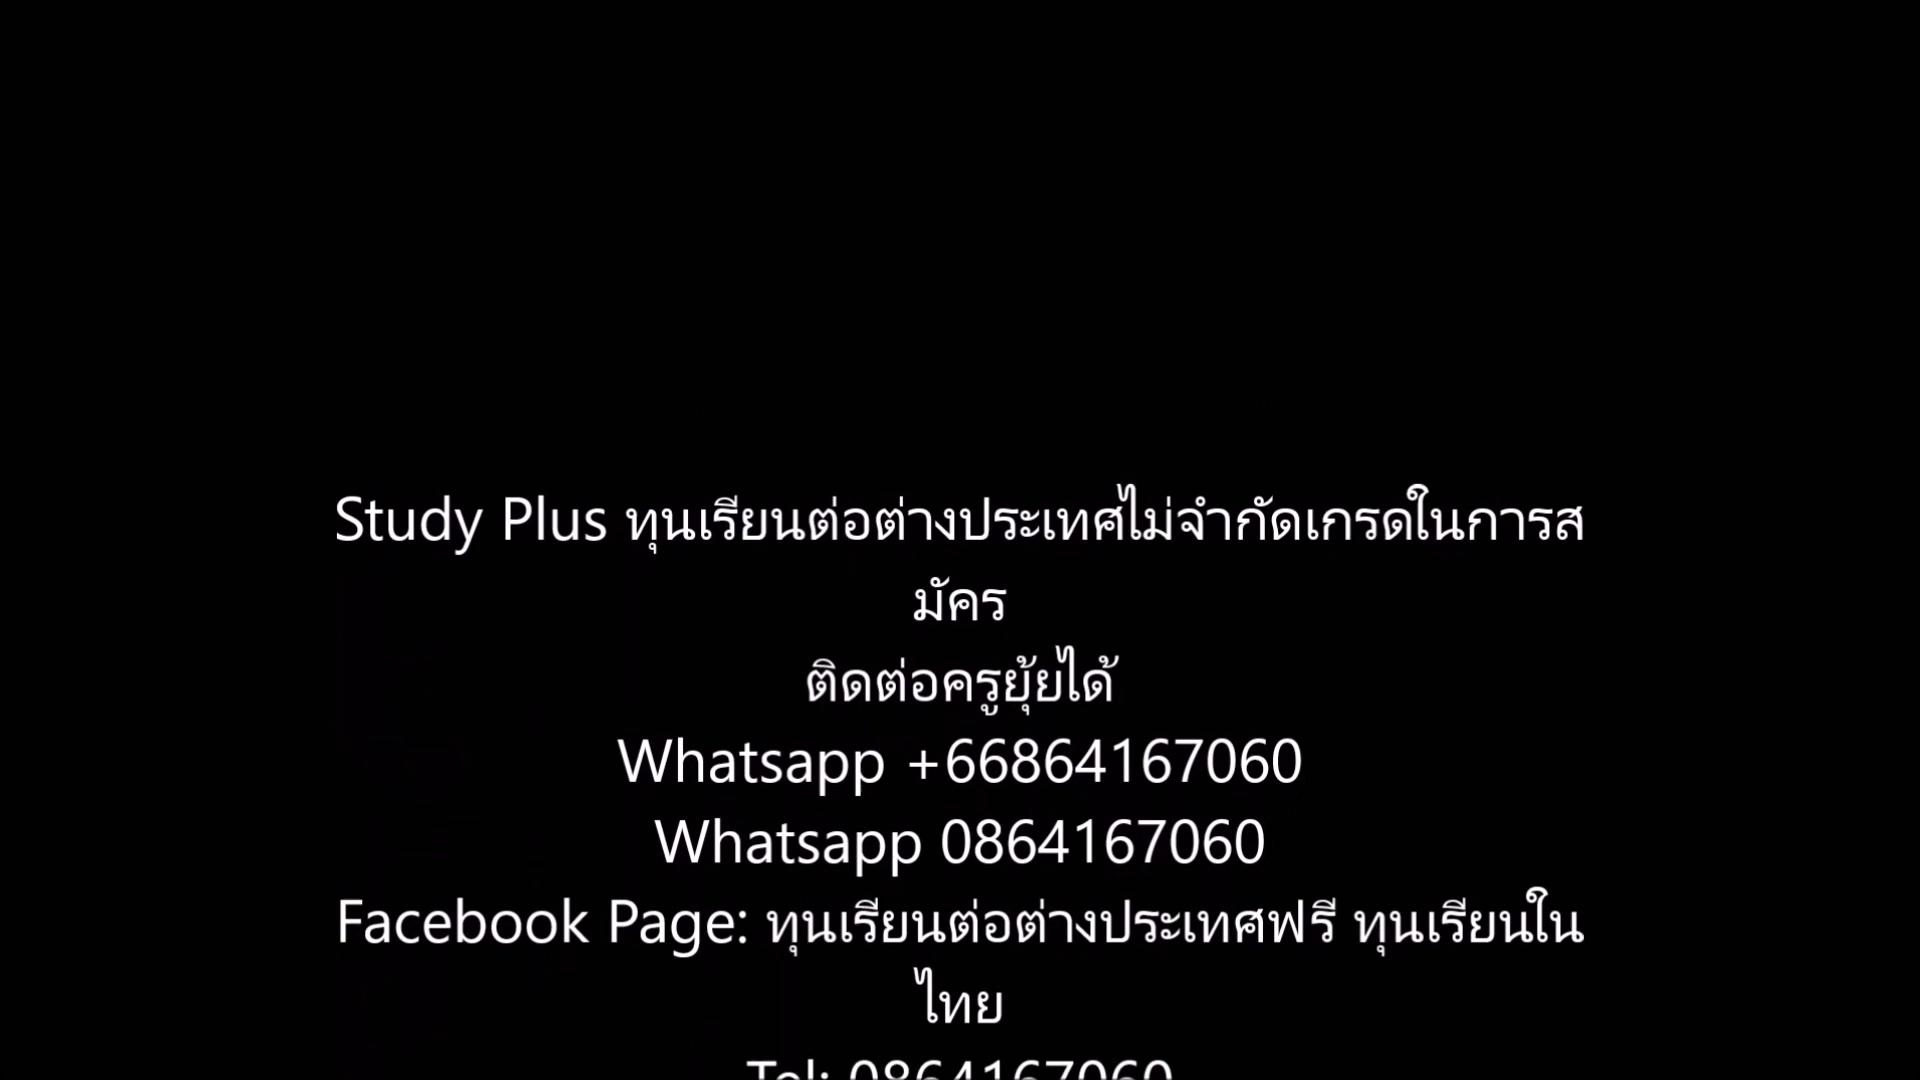 Study Plus ทุนเรียนต่อต่างประเทศไม่จำกัดเกรดในการส
มัคร
ติดต่อครูยุ้ยได้
Whatsapp +66864167060
Whatsapp 0864167060
Facebook Page: ทุนเรียนต่อต่างประเทศฟรี ทุนเรียนใน
ไทย
Tel: 0864167060